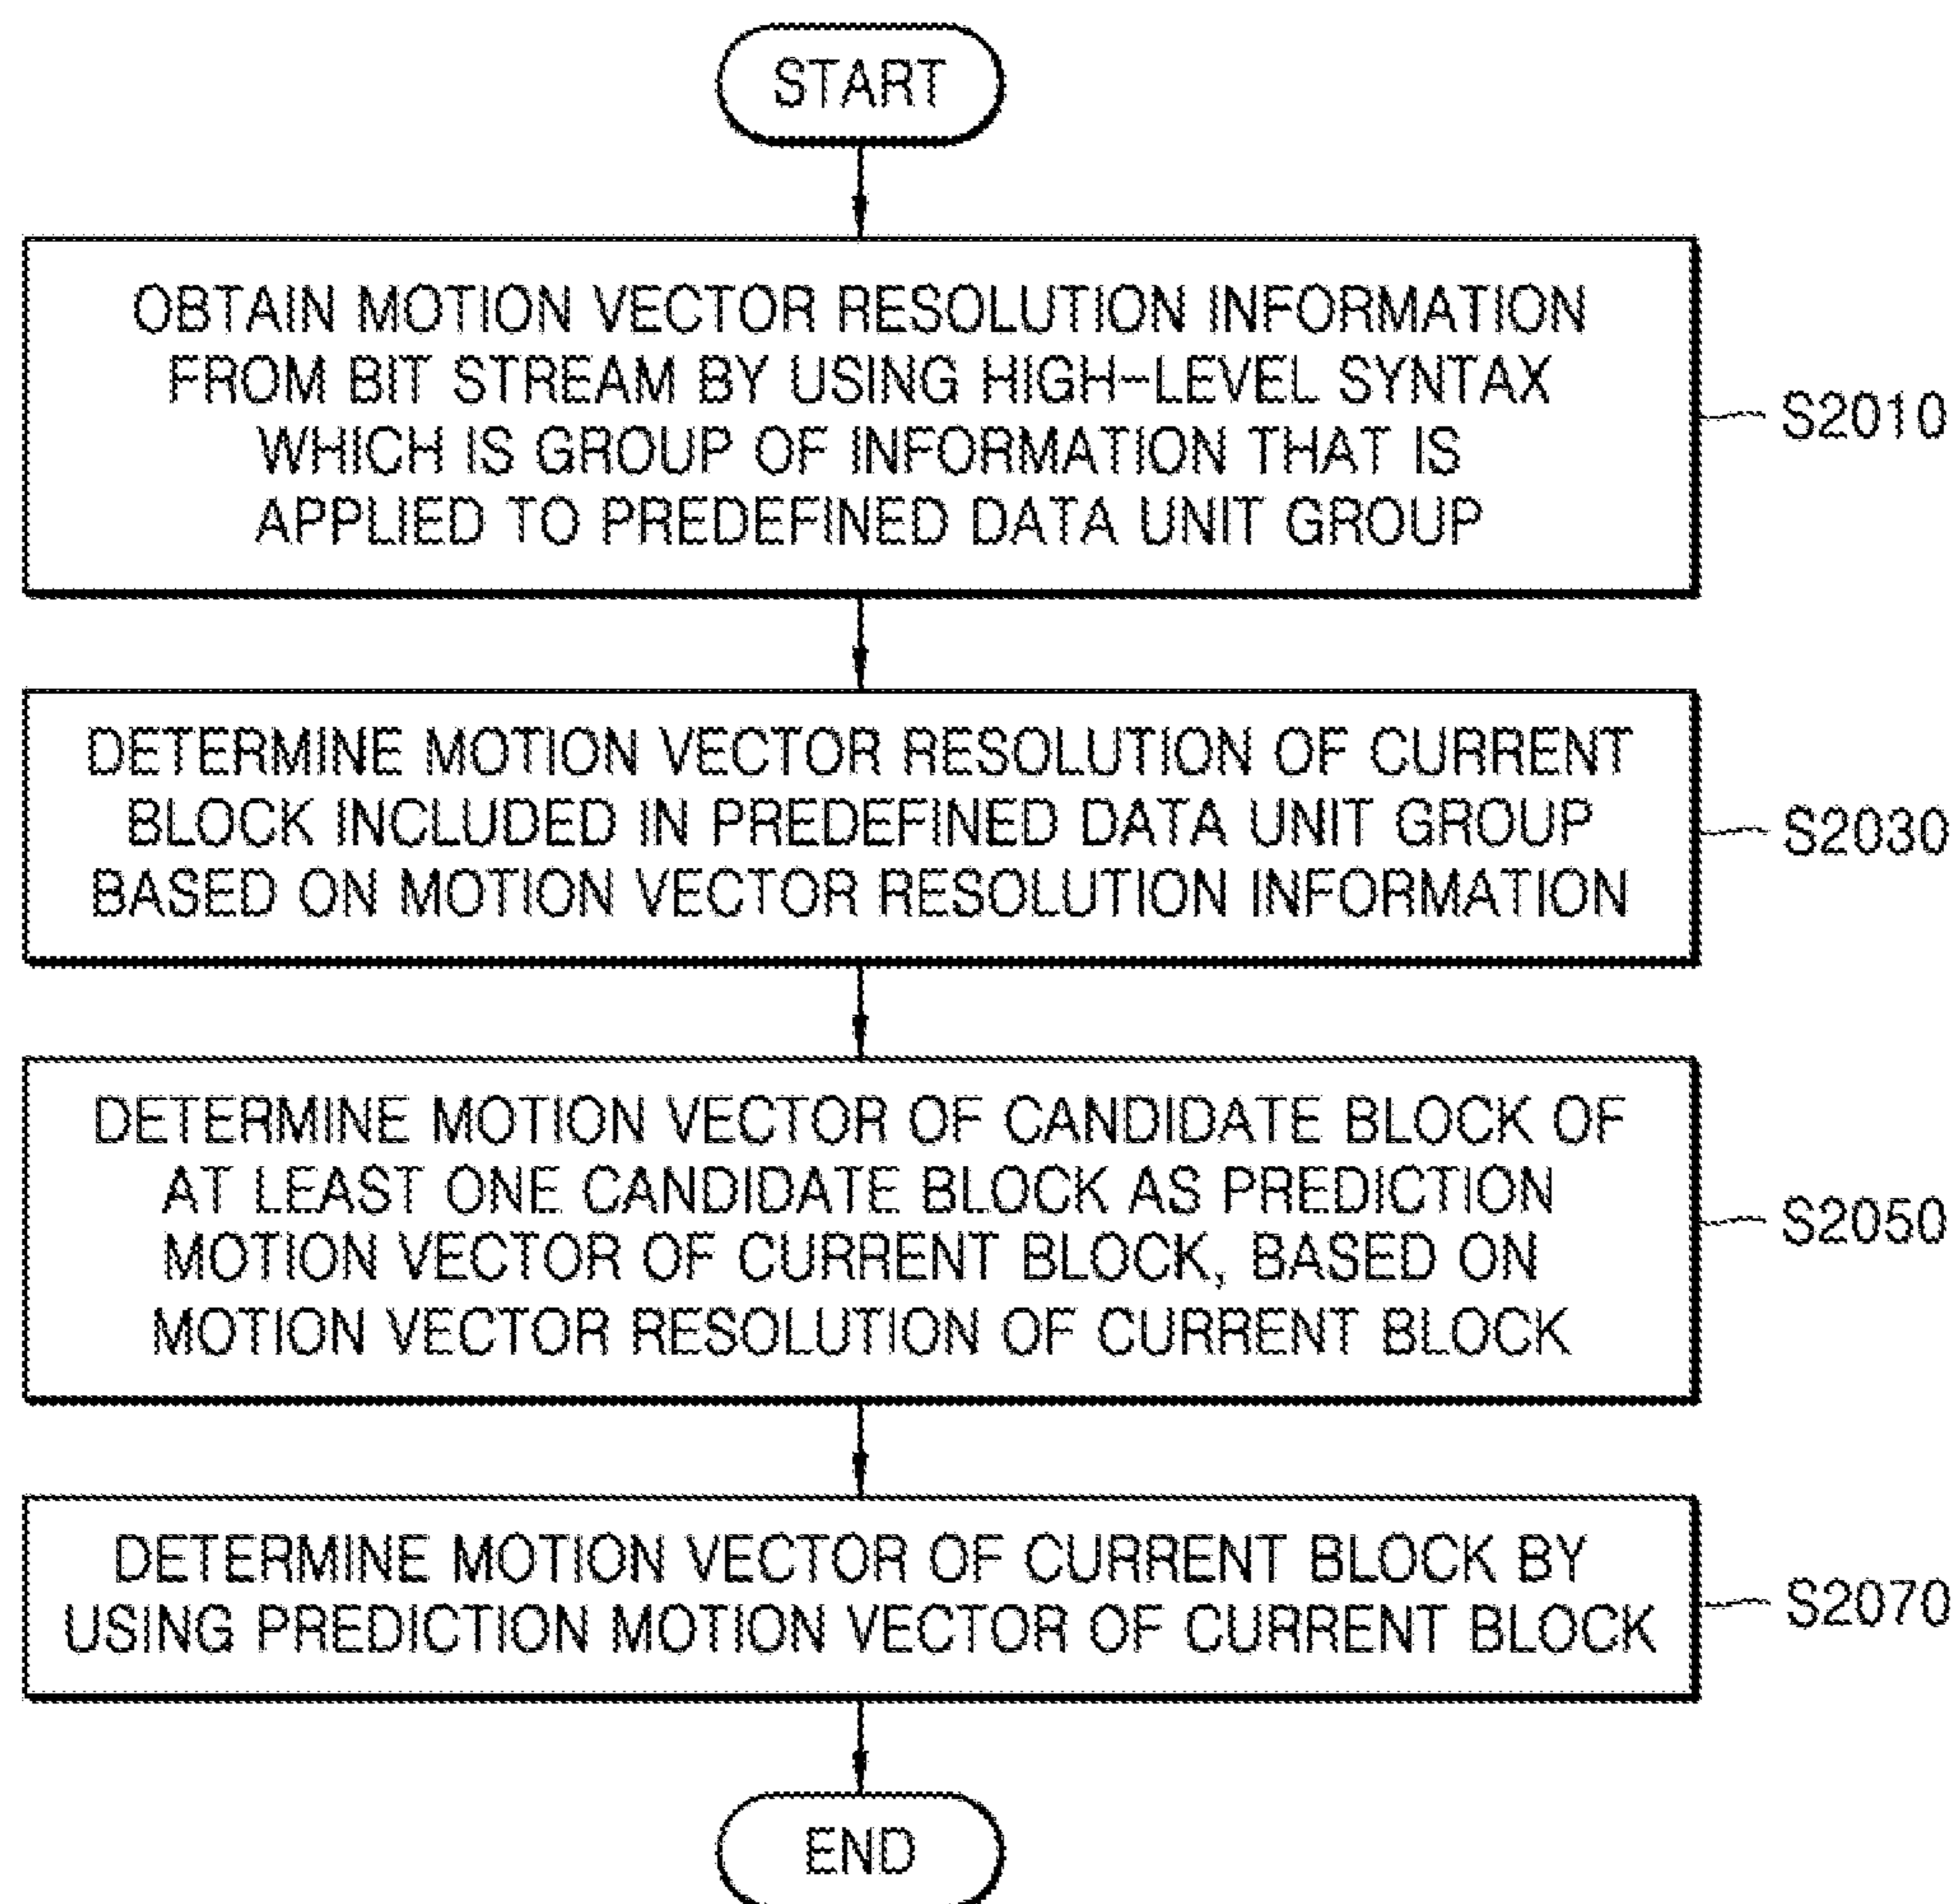 START
OBTAIN MOTION VECTOR RESOLUTION INFORMATION
FROM BIT STREAM BY USING HIGH-LEVEL SYNTAX
WHICH IS GROUP OF INFORMATION THAT IS
APPLIED TO PREDEFINED DATA UNIT GROUP
S2010
DETERMINE MOTION VECTOR RESOLUTION OF CURRENT
BLOCK INCLUDED IN PREDEFINED DATA UNIT GROUP
BASED ON MOTION VECTOR RESOLUTION INFORMATION
S2030
DETERMINE MOTION VECTOR OF CANDIDATE BLOCK OF
AT LEAST ONE CANDIDATE BLOCK AS PREDICTION
MOTION VECTOR OF CURRENT BLOCK, BASED ON
MOTION VECTOR RESOLUTION OF CURRENT BLOCK
S2050
DETERMINE MOTION VECTOR OF CURRENT BLOCK BY
USING PREDICTION MOTION VECTOR OF CURRENT BLOCK
S2070
END